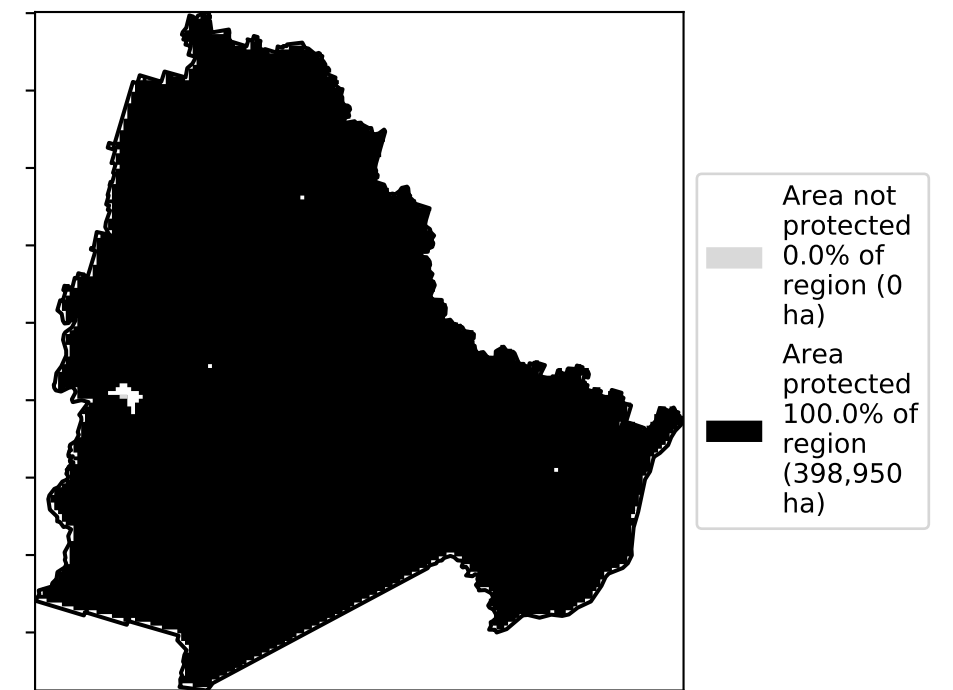 Area not
protected
0.0% of
region (0
ha)
Area
protected
100.0% of
region
(398,950
ha)